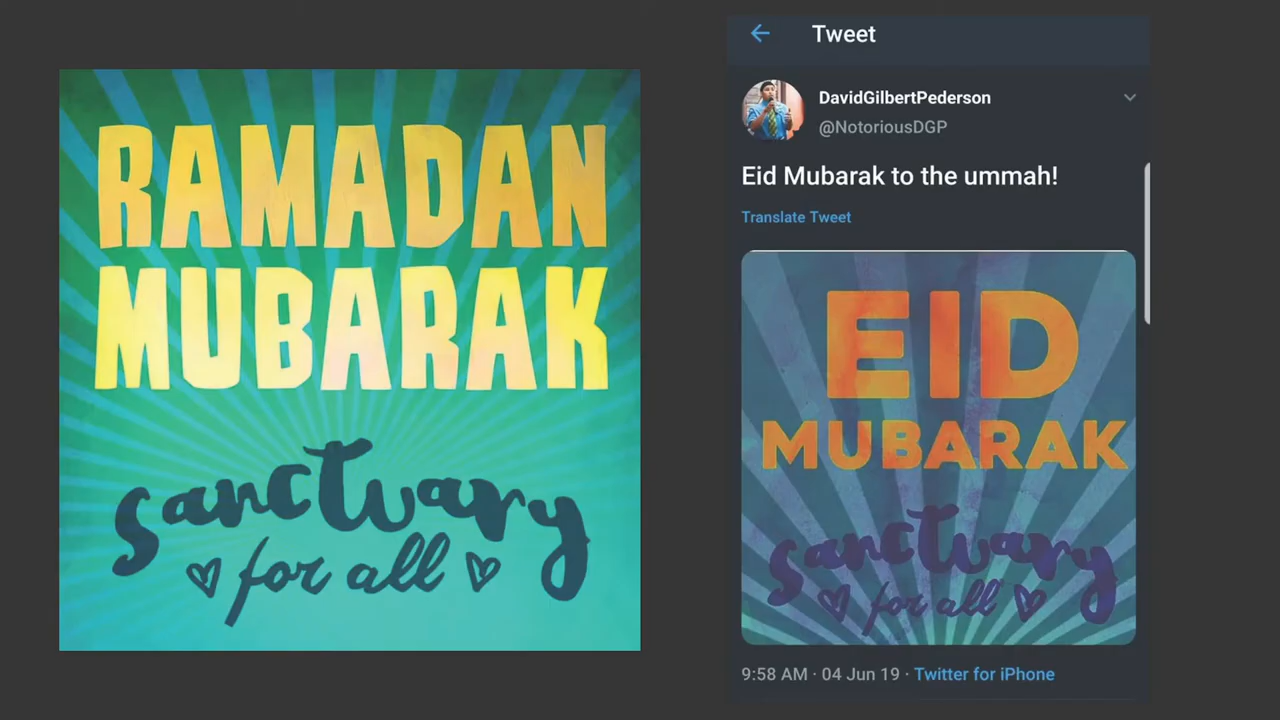 RAMADAN
MUBARAK
sanctuary
for all
Tweet
DavidGilbertPederson
@NotoriousDGP
Eid Mubarak to the ummah!
Translate Tweet
EID
MUBARAK
sanctuary
for all
9:58 AM · 04 Jun 19 · Twitter for iPhone